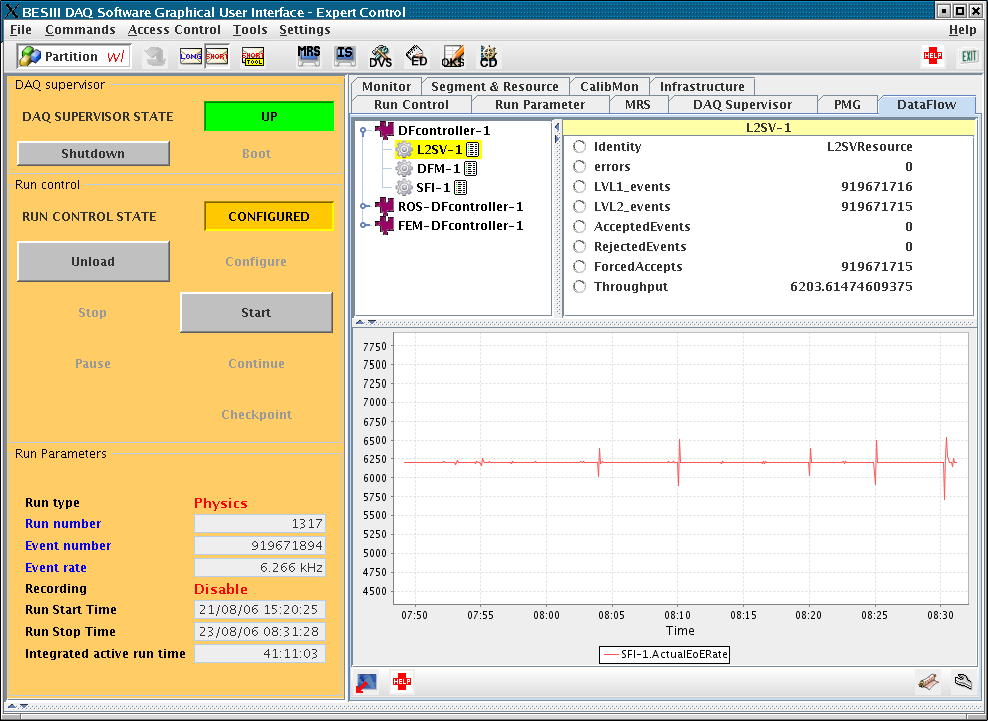 BESIII DAQ Software Graphical User Interface - Expert Control
File Commands Access Control Tools Settings Help
Partition W/ LONG SHORT SHORT TOOL MRS IS DVS ED OKS CD HELP EXIT
DAQ supervisor
DAQ SUPERVISOR STATE UP
Shutdown Boot
Run control
RUN CONTROL STATE CONFIGURED
Unload Configure
Stop Start
Pause Continue
Checkpoint
Run Parameters
Run type Physics
Run number 1317
Event number 919671894
Event rate 6.266 kHz
Recording Disable
Run Start Time 21/08/06 15:20:25
Run Stop Time 23/08/06 08:31:28
Integrated active run time 41:11:03
Monitor Segment & Resource CalibMon Infrastructure
Run Control Run Parameter MRS DAQ Supervisor PMG DataFlow
DFcontroller-1
L2SV-1
DFM-1
SFI-1
ROS-DFcontroller-1
FEM-DFcontroller-1
L2SV-1
Identity L2SVResource
errors 0
LVL1_events 919671716
LVL2_events 919671715
AcceptedEvents 0
RejectedEvents 0
ForcedAccepts 919671715
Throughput 6203.61474609375
7750
7500
7250
7000
6750
6500
6250
6000
5750
5500
5250
5000
4750
4500
07:50 07:55 08:00 08:05 08:10 08:15 08:20 08:25 08:30
Time
SFI-1.ActualEoERate
HELP